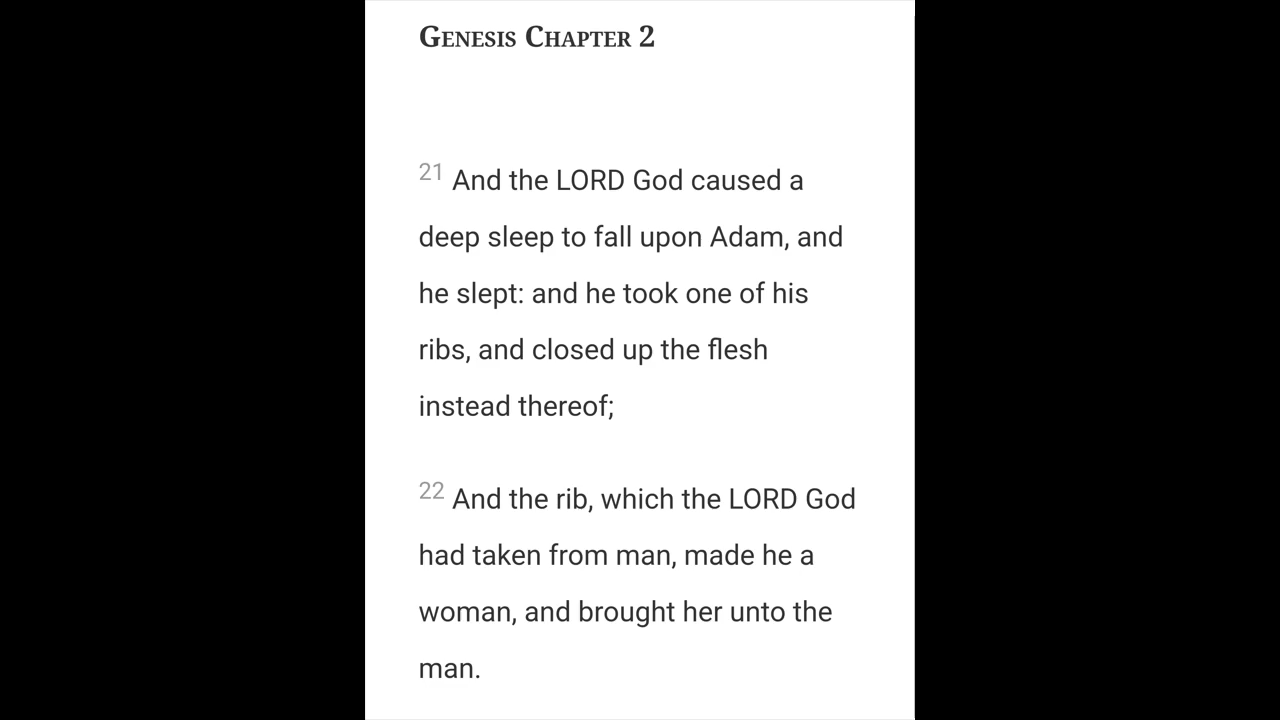 Genesis Chapter 2
21 And the LORD God caused a
deep sleep to fall upon Adam, and
he slept: and he took one of his
ribs, and closed up the flesh
instead thereof;
22 And the rib, which the LORD God
had taken from man, made he a
woman, and brought her unto the
man.